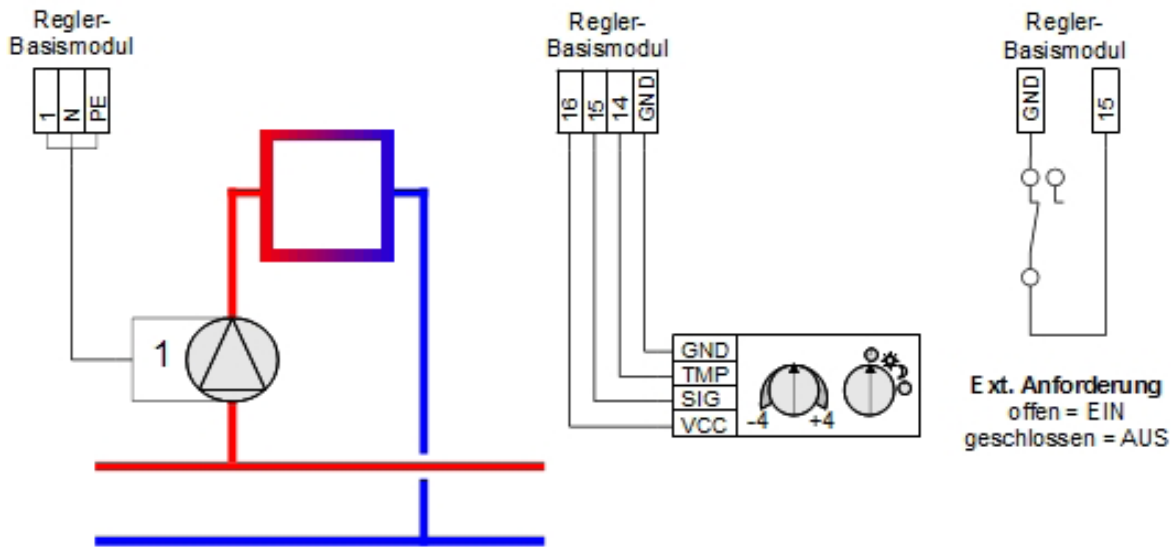 Regler-
Basismodul
1
N
PE
1
Regler-
Basismodul
16
15
14
GND
GND
TMP
SIG
VCC
-4
+4
Regler-
Basismodul
GND
15
Ext. Anforderung
offen = EIN
geschlossen = AUS